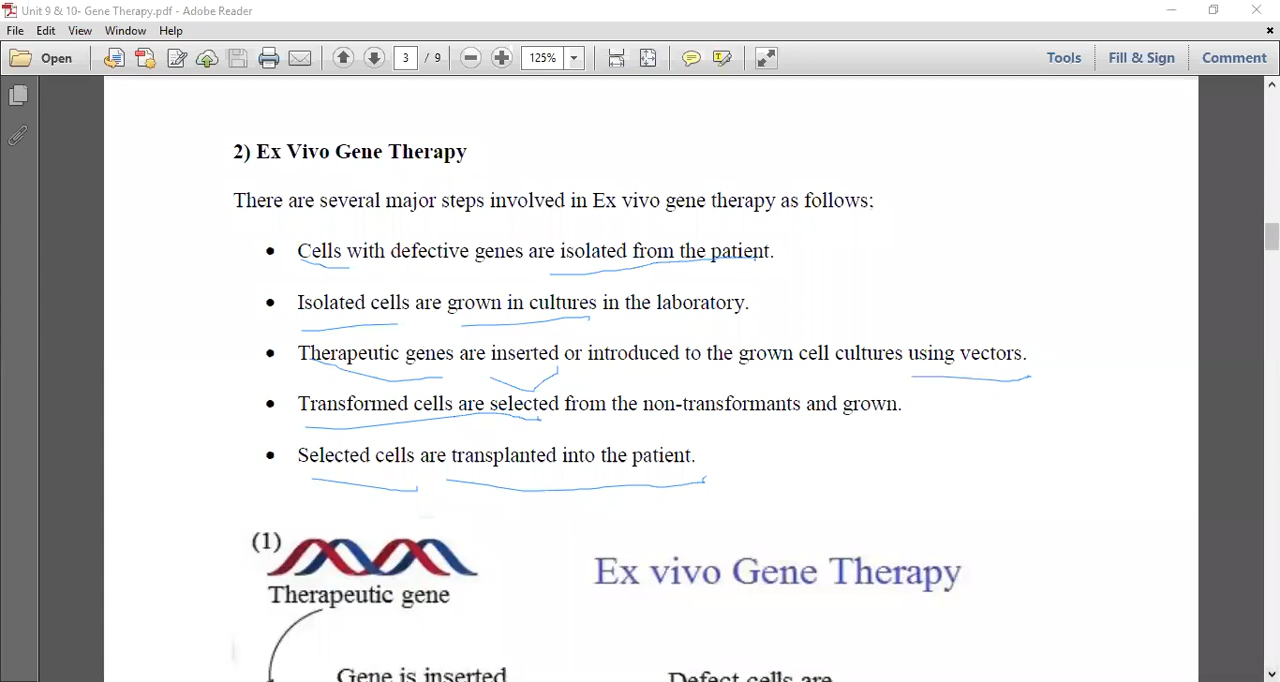 Unit 9 & 10- Gene Therapy.pdf - Adobe Reader
File Edit View Window Help
Open 3 / 9 125% Tools Fill & Sign Comment
2) Ex Vivo Gene Therapy
There are several major steps involved in Ex vivo gene therapy as follows;
• Cells with defective genes are isolated from the patient.
• Isolated cells are grown in cultures in the laboratory.
• Therapeutic genes are inserted or introduced to the grown cell cultures using vectors.
• Transformed cells are selected from the non-transformants and grown.
• Selected cells are transplanted into the patient.
(1)
Ex vivo Gene Therapy
Therapeutic gene
Gene is inserted Defect cells are